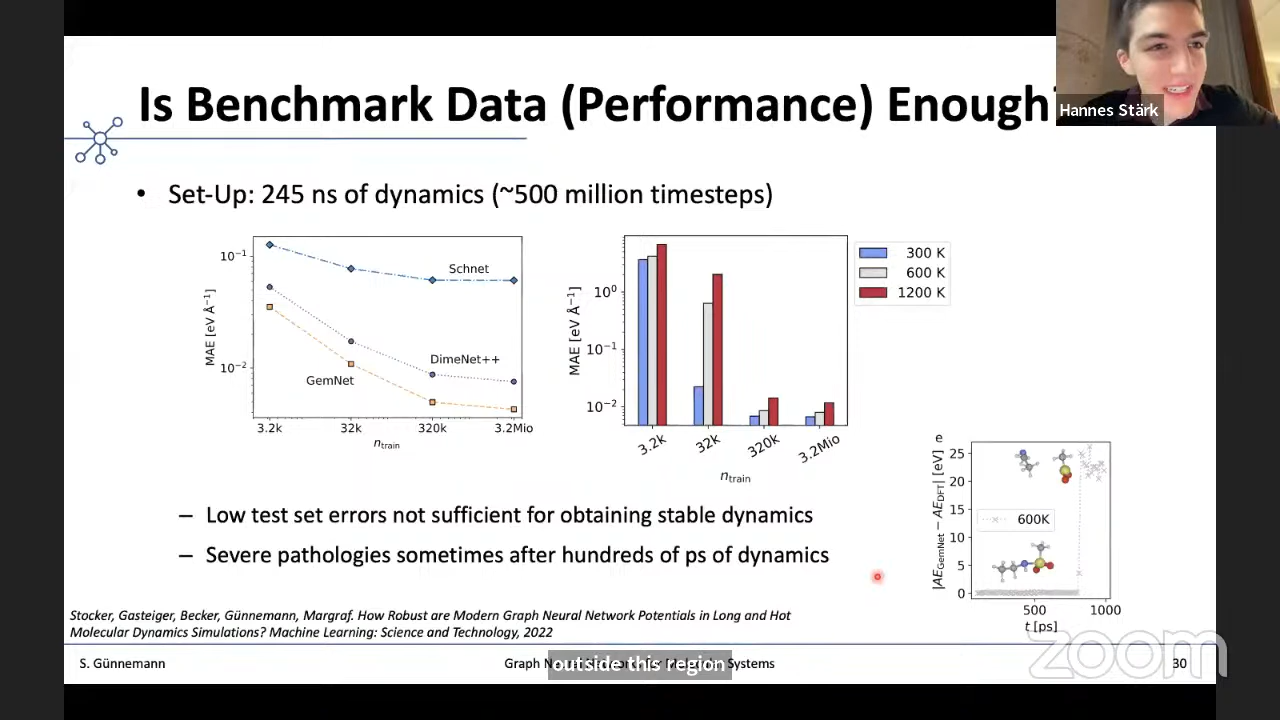 Is Benchmark Data (Performance) Enough
Hannes Stärk
• Set-Up: 245 ns of dynamics (~500 million timesteps)
10⁻¹
10⁻²
MAE [eV Å⁻¹]
Schnet
DimeNet++
GemNet
3.2k 32k 320k 3.2Mio
n_train
10⁰
10⁻¹
10⁻²
MAE [eV Å⁻¹]
3.2k 32k 320k 3.2Mio
n_train
300 K
600 K
1200 K
e
|AE_GemNet − AE_DFT| [eV]
25
20
15
10
5
0
600K
500 1000
t [ps]
– Low test set errors not sufficient for obtaining stable dynamics
– Severe pathologies sometimes after hundreds of ps of dynamics
Stocker, Gasteiger, Becker, Günnemann, Margraf. How Robust are Modern Graph Neural Network Potentials in Long and Hot
Molecular Dynamics Simulations? Machine Learning: Science and Technology, 2022
S. Günnemann
Graph Systems
30
outside this region
zoom